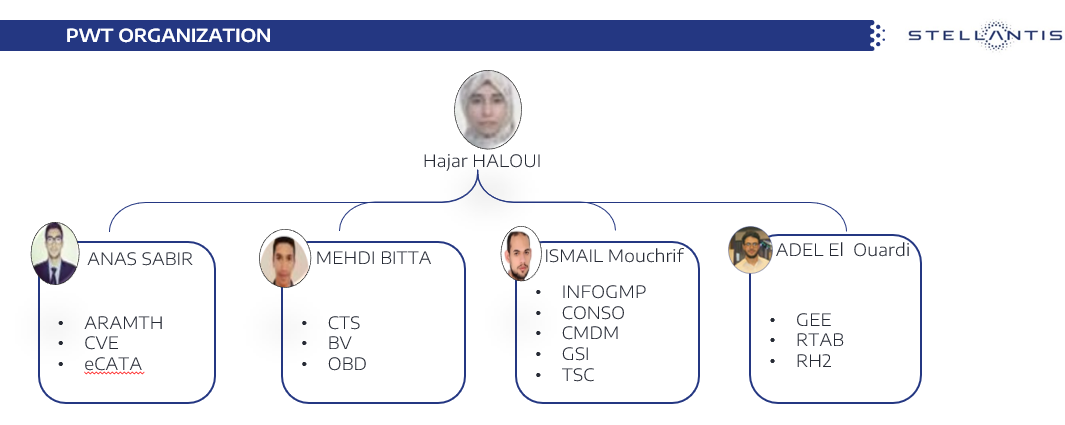 PWT ORGANIZATION
STELLANTIS
Hajar HALOUI
ANAS SABIR
• ARAMTH
• CVE
• eCATA
MEHDI BITTA
• CTS
• BV
• OBD
ISMAIL Mouchrif
• INFOGMP
• CONSO
• CMDM
• GSI
• TSC
ADEL El  Ouardi
• GEE
• RTAB
• RH2